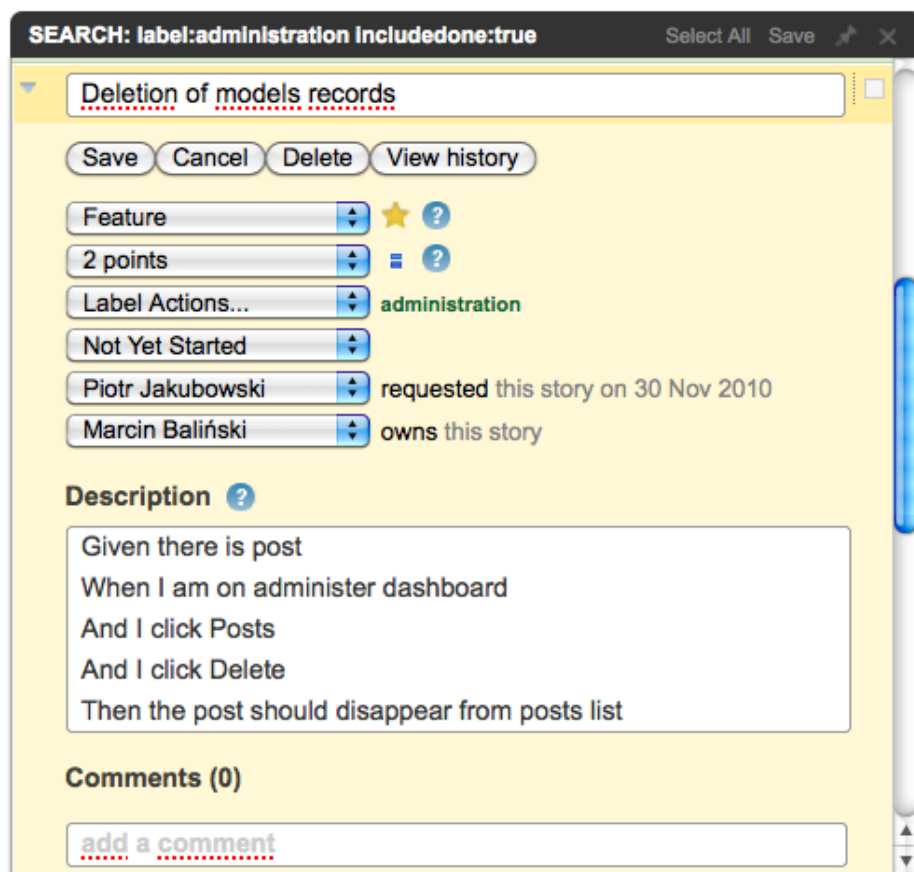 SEARCH: label:administration includedone:true Select All Save
Deletion of models records
Save Cancel Delete View history
Feature ?
2 points ?
Label Actions... administration
Not Yet Started
Piotr Jakubowski requested this story on 30 Nov 2010
Marcin Baliński owns this story
Description ?
Given there is post
When I am on administer dashboard
And I click Posts
And I click Delete
Then the post should disappear from posts list
Comments (0)
add a comment